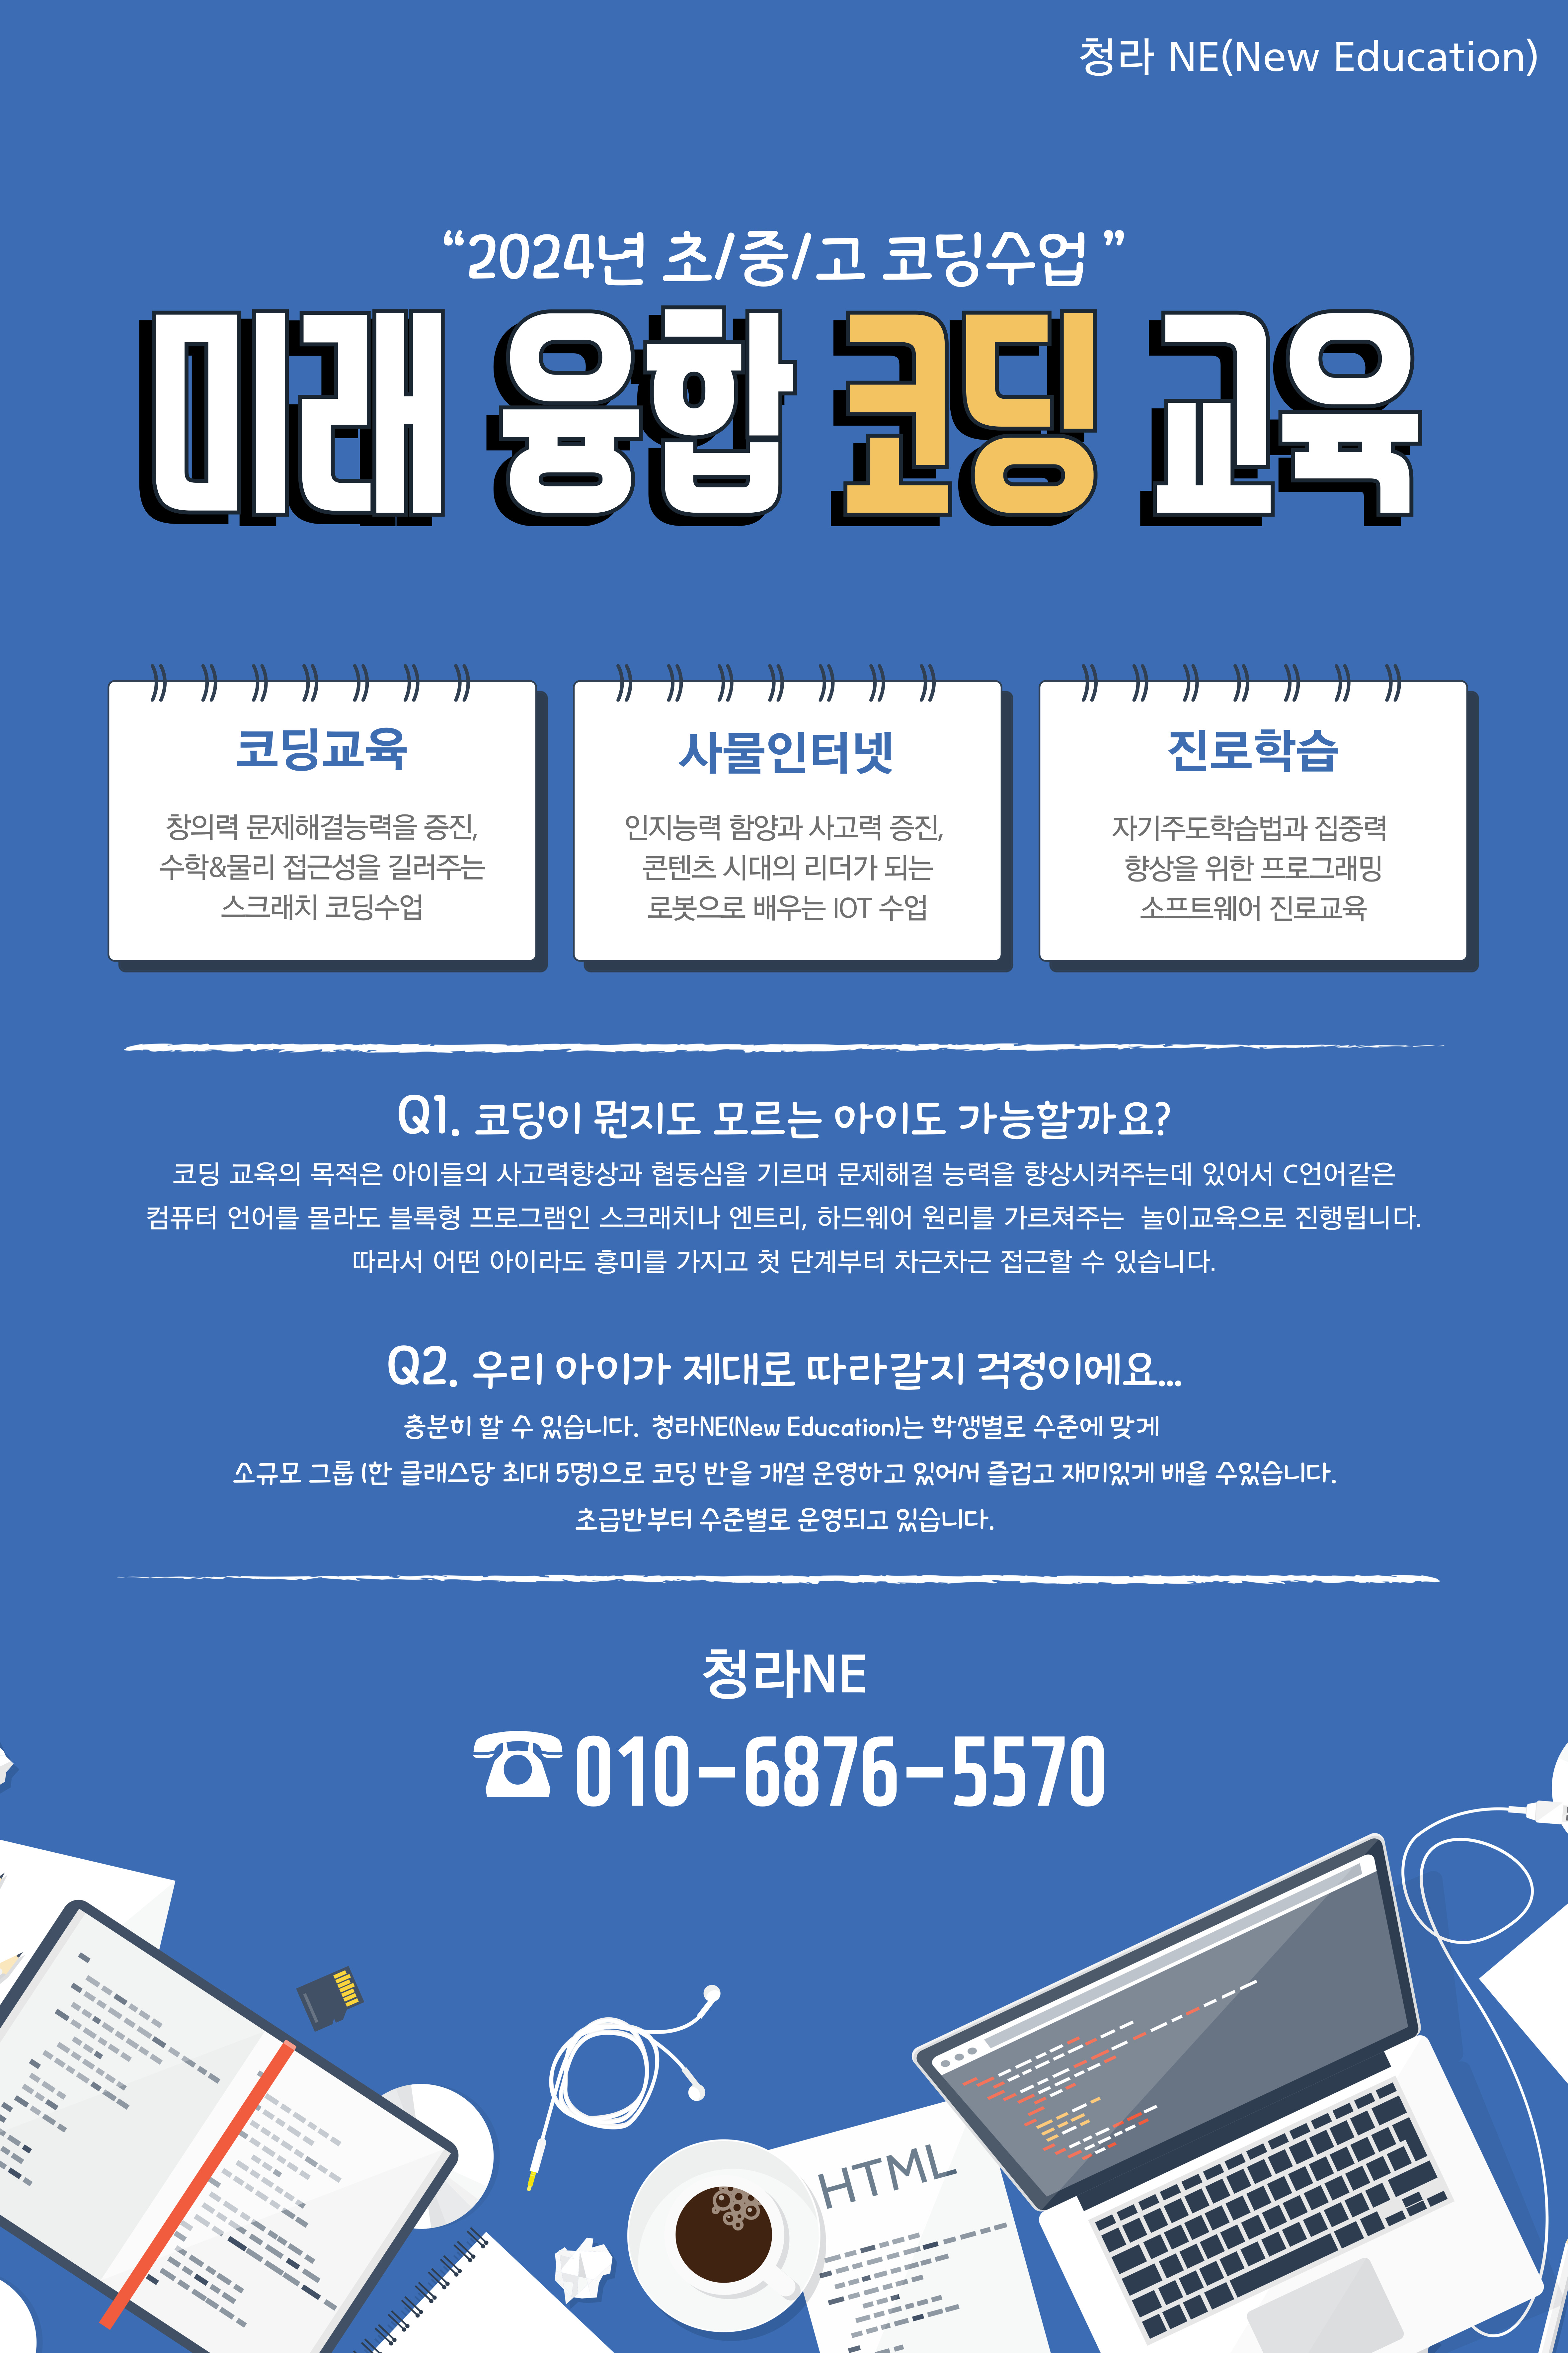 청라 NE(New Education)
“2024년 초/중/고 코딩수업 ”
미래 융합 코딩 교육
코딩교육
창의력 문제해결능력을 증진,
수학&물리 접근성을 길러주는
스크래치 코딩수업
사물인터넷
인지능력 함양과 사고력 증진,
콘텐츠 시대의 리더가 되는
로봇으로 배우는 IOT 수업
진로학습
자기주도학습법과 집중력
향상을 위한 프로그래밍
소프트웨어 진로교육
Q1. 코딩이 뭔지도 모르는 아이도 가능할까요?
코딩 교육의 목적은 아이들의 사고력향상과 협동심을 기르며 문제해결 능력을 향상시켜주는데 있어서 C언어같은
컴퓨터 언어를 몰라도 블록형 프로그램인 스크래치나 엔트리, 하드웨어 원리를 가르쳐주는 놀이교육으로 진행됩니다.
따라서 어떤 아이라도 흥미를 가지고 첫 단계부터 차근차근 접근할 수 있습니다.
Q2. 우리 아이가 제대로 따라갈지 걱정이에요...
충분히 할 수 있습니다. 청라NE(New Education)는 학생별로 수준에 맞게
소규모 그룹 (한 클래스당 최대 5명)으로 코딩 반을 개설 운영하고 있어서 즐겁고 재미있게 배울 수있습니다.
초급반부터 수준별로 운영되고 있습니다.
청라NE
☎010-6876-5570
HTML